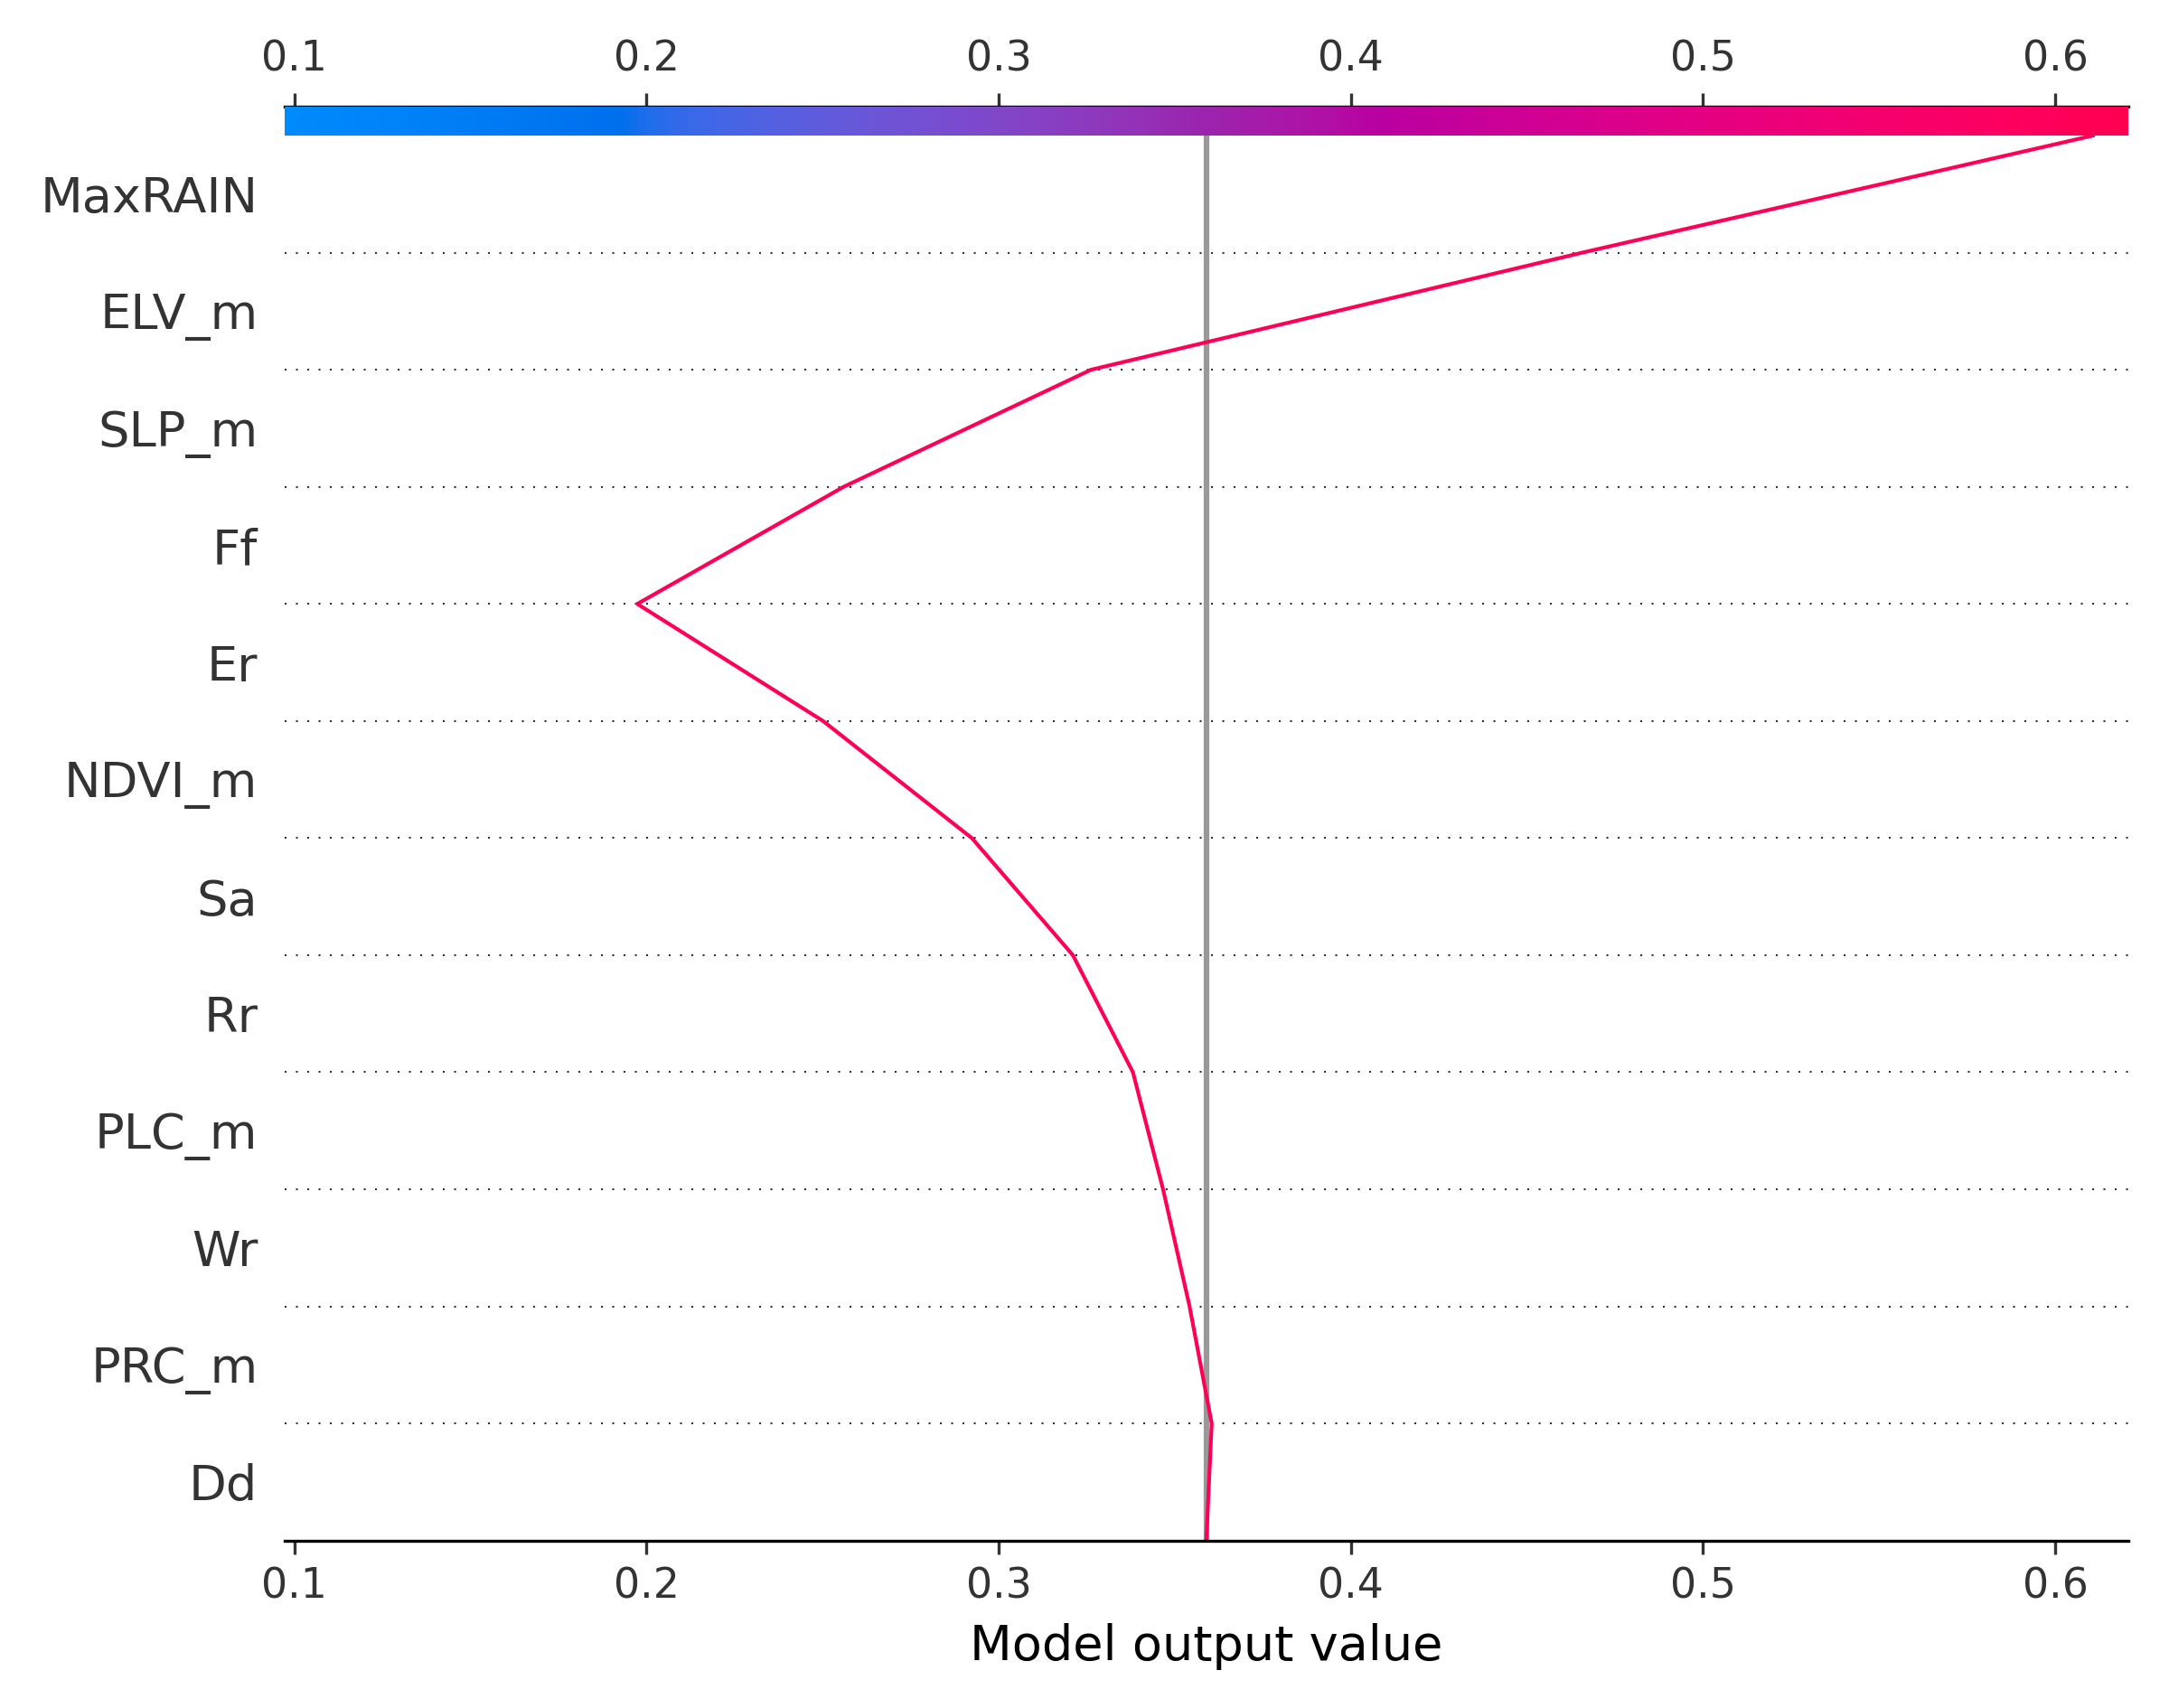 0.1 0.2 0.3 0.4 0.5 0.6
MaxRAIN
ELV_m
SLP_m
Ff
Er
NDVI_m
Sa
Rr
PLC_m
Wr
PRC_m
Dd
0.1 0.2 0.3 0.4 0.5 0.6
Model output value